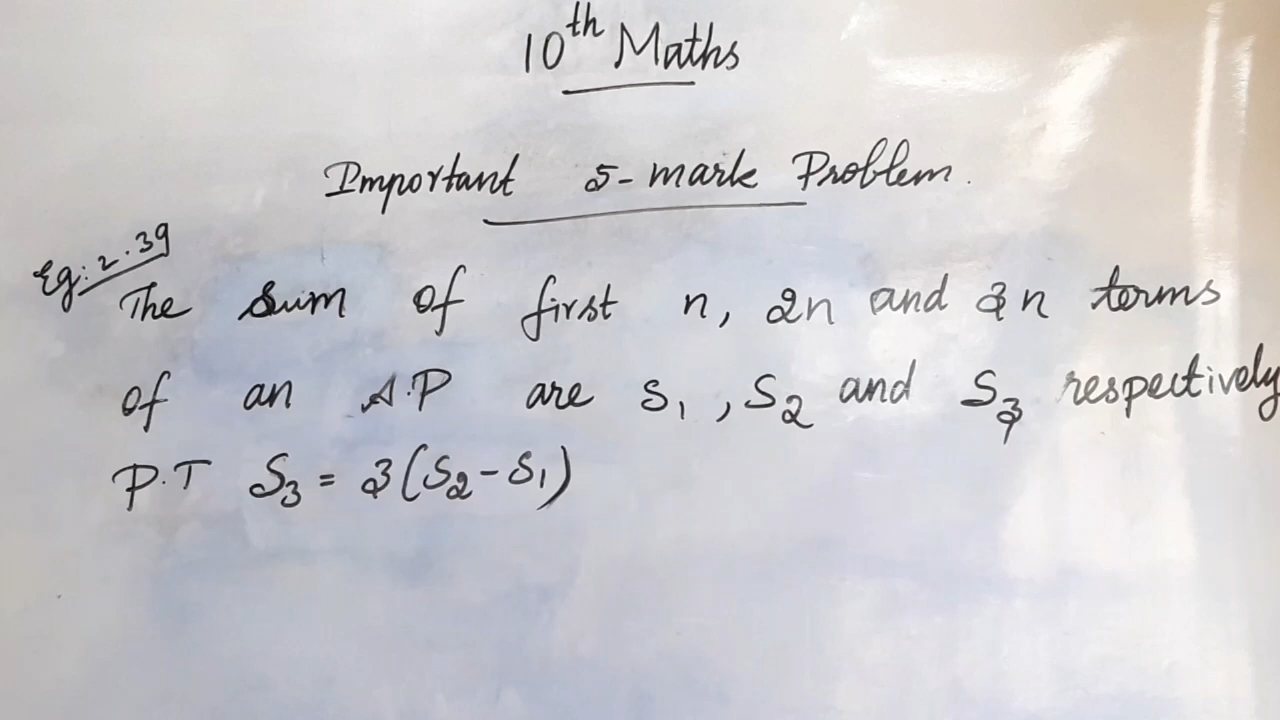 10th Maths
Important 5-mark Problem.
Eg: 2.39
The Sum of first n, 2n and 3n terms
of an A.P are S1, S2 and S3 respectively
P.T S3 = 3(S2-S1)